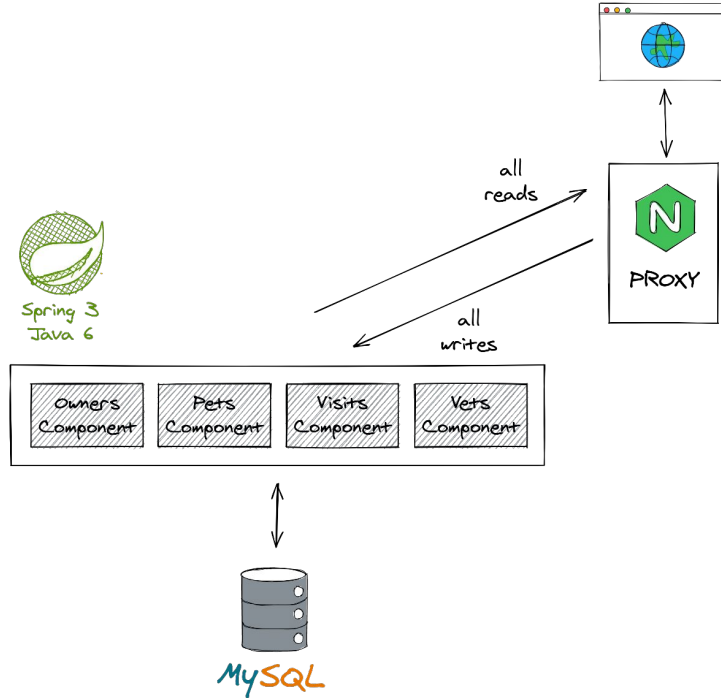 all
reads
N
PROXY
Spring 3
Java 6
all
writes
Owners
Component
Pets
Component
Visits
Component
Vets
Component
MySQL